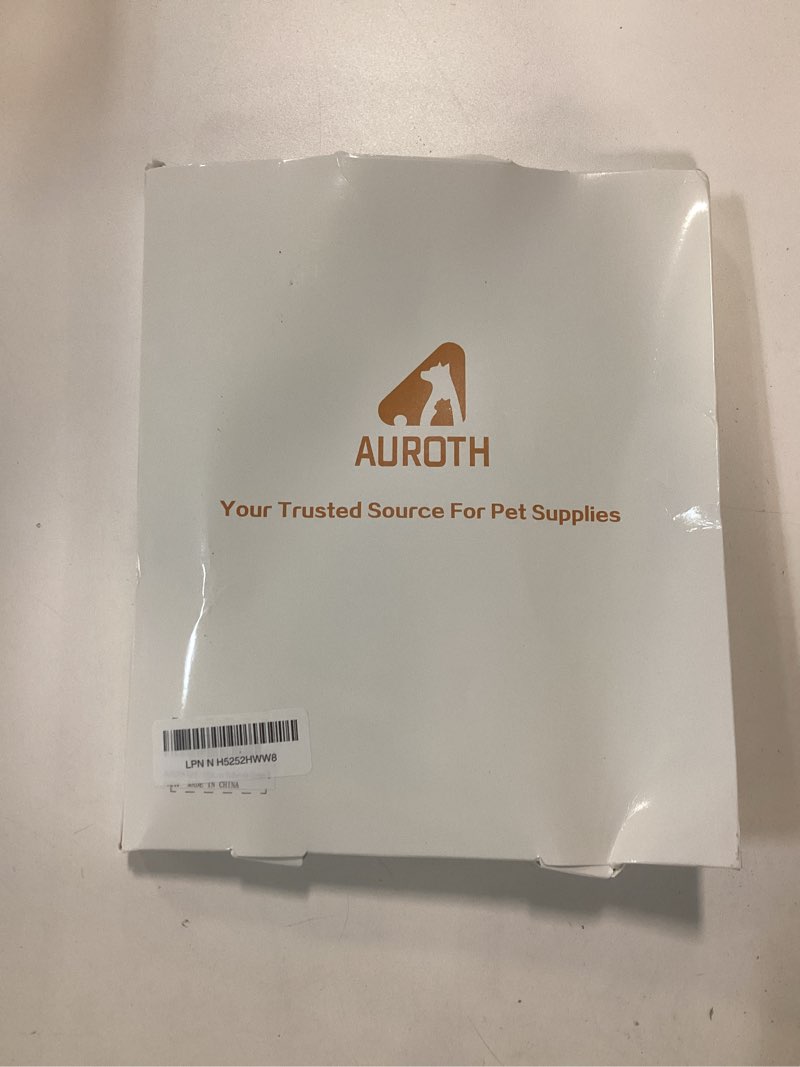 AUROTH
Your Trusted Source For Pet Supplies
LPN N H5252HWW8
MADE IN CHINA